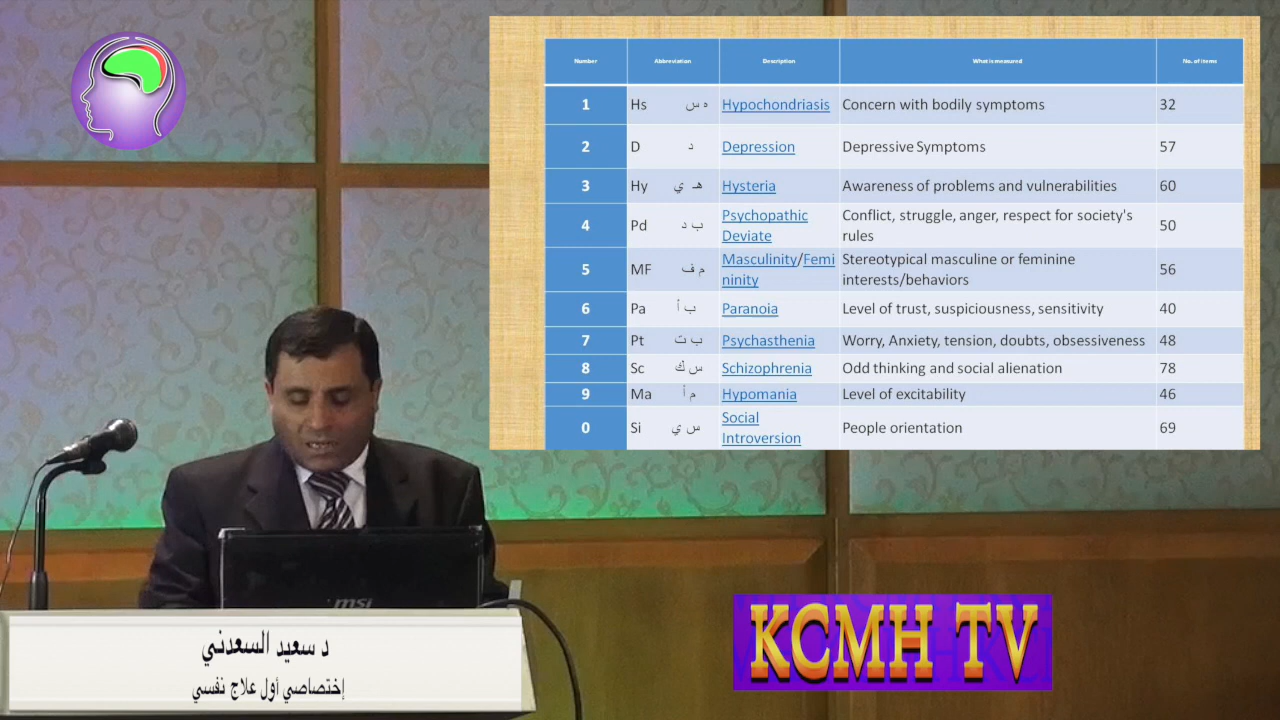 Number Abbreviation Description What is measured No. of items
1 Hs ه س Hypochondriasis Concern with bodily symptoms 32
2 D د Depression Depressive Symptoms 57
3 Hy هـ ي Hysteria Awareness of problems and vulnerabilities 60
4 Pd ب د Psychopathic Deviate Conflict, struggle, anger, respect for society's rules 50
5 MF م ف Masculinity/Femininity Stereotypical masculine or feminine interests/behaviors 56
6 Pa ب أ Paranoia Level of trust, suspiciousness, sensitivity 40
7 Pt ب ت Psychasthenia Worry, Anxiety, tension, doubts, obsessiveness 48
8 Sc س ك Schizophrenia Odd thinking and social alienation 78
9 Ma م أ Hypomania Level of excitability 46
0 Si س ي Social Introversion People orientation 69
msi
د سعيد السعدني
إختصاصي أول علاج نفسي
KCMH TV